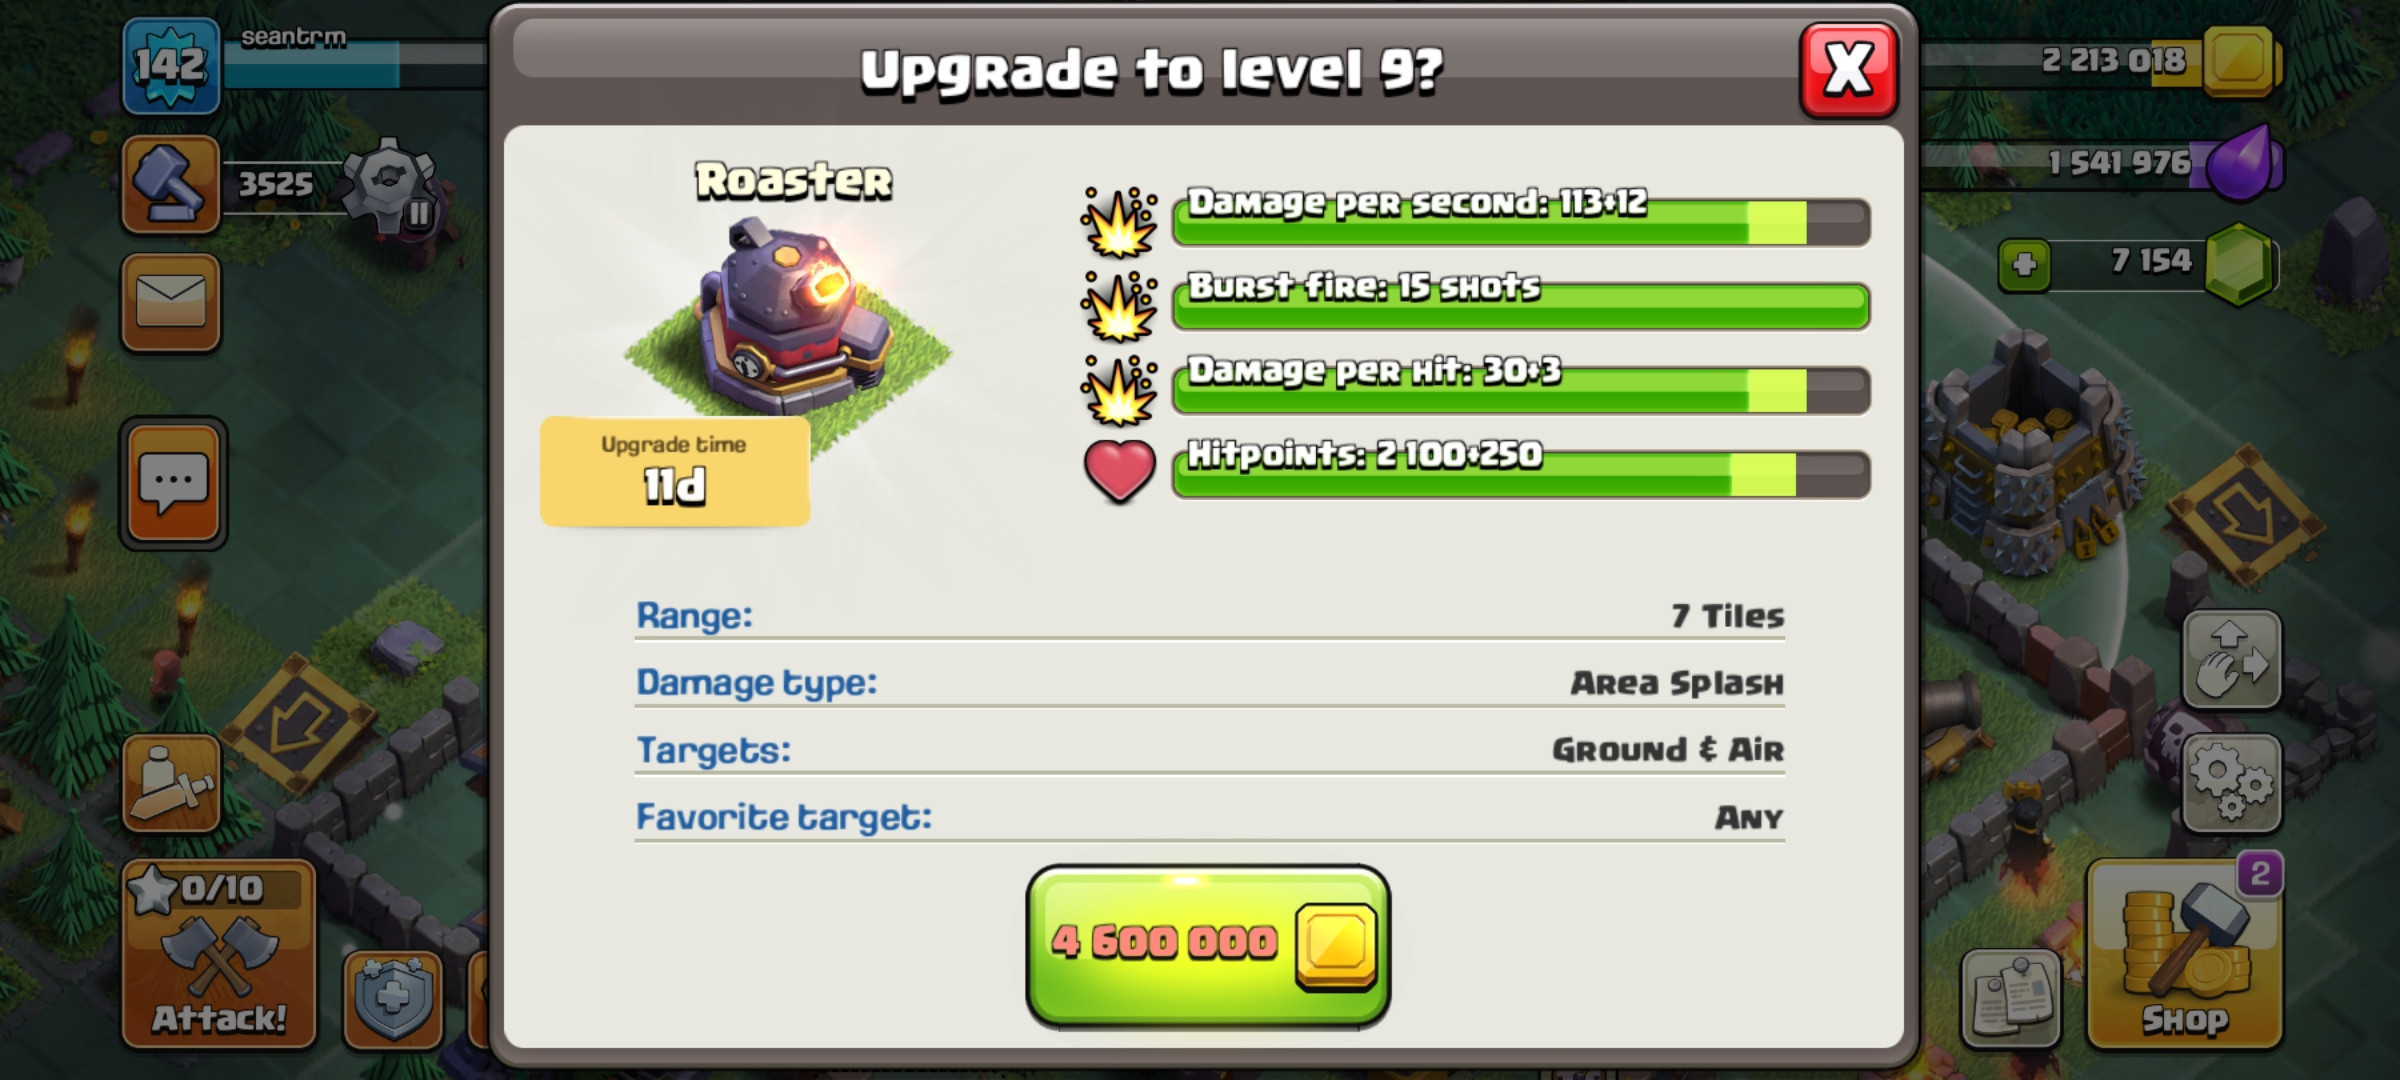 142
seantrm
3525
Upgrade to level 9?
2 213 018
1 541 976
7 154
Roaster
Upgrade time
11d
Damage per second: 113+12
Burst fire: 15 shots
Damage per hit: 30+3
Hitpoints: 2 100+250
Range: 7 Tiles
Damage type: Area Splash
Targets: Ground & Air
Favorite target: Any
4 600 000
0/10
Attack!
2
Shop